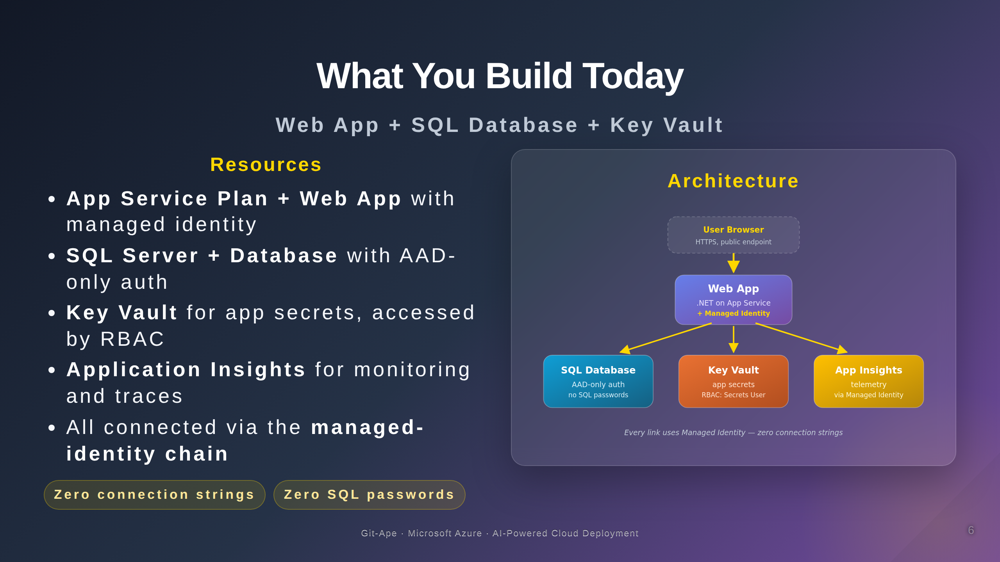 What You Build Today
Web App + SQL Database + Key Vault
Resources
• App Service Plan + Web App with
managed identity
• SQL Server + Database with AAD-
only auth
• Key Vault for app secrets, accessed
by RBAC
• Application Insights for monitoring
and traces
• All connected via the managed-
identity chain
Zero connection strings
Zero SQL passwords
Architecture
User Browser
HTTPS, public endpoint
Web App
.NET on App Service
+ Managed Identity
SQL Database
AAD-only auth
no SQL passwords
Key Vault
app secrets
RBAC: Secrets User
App Insights
telemetry
via Managed Identity
Every link uses Managed Identity — zero connection strings
Git-Ape · Microsoft Azure · AI-Powered Cloud Deployment
6